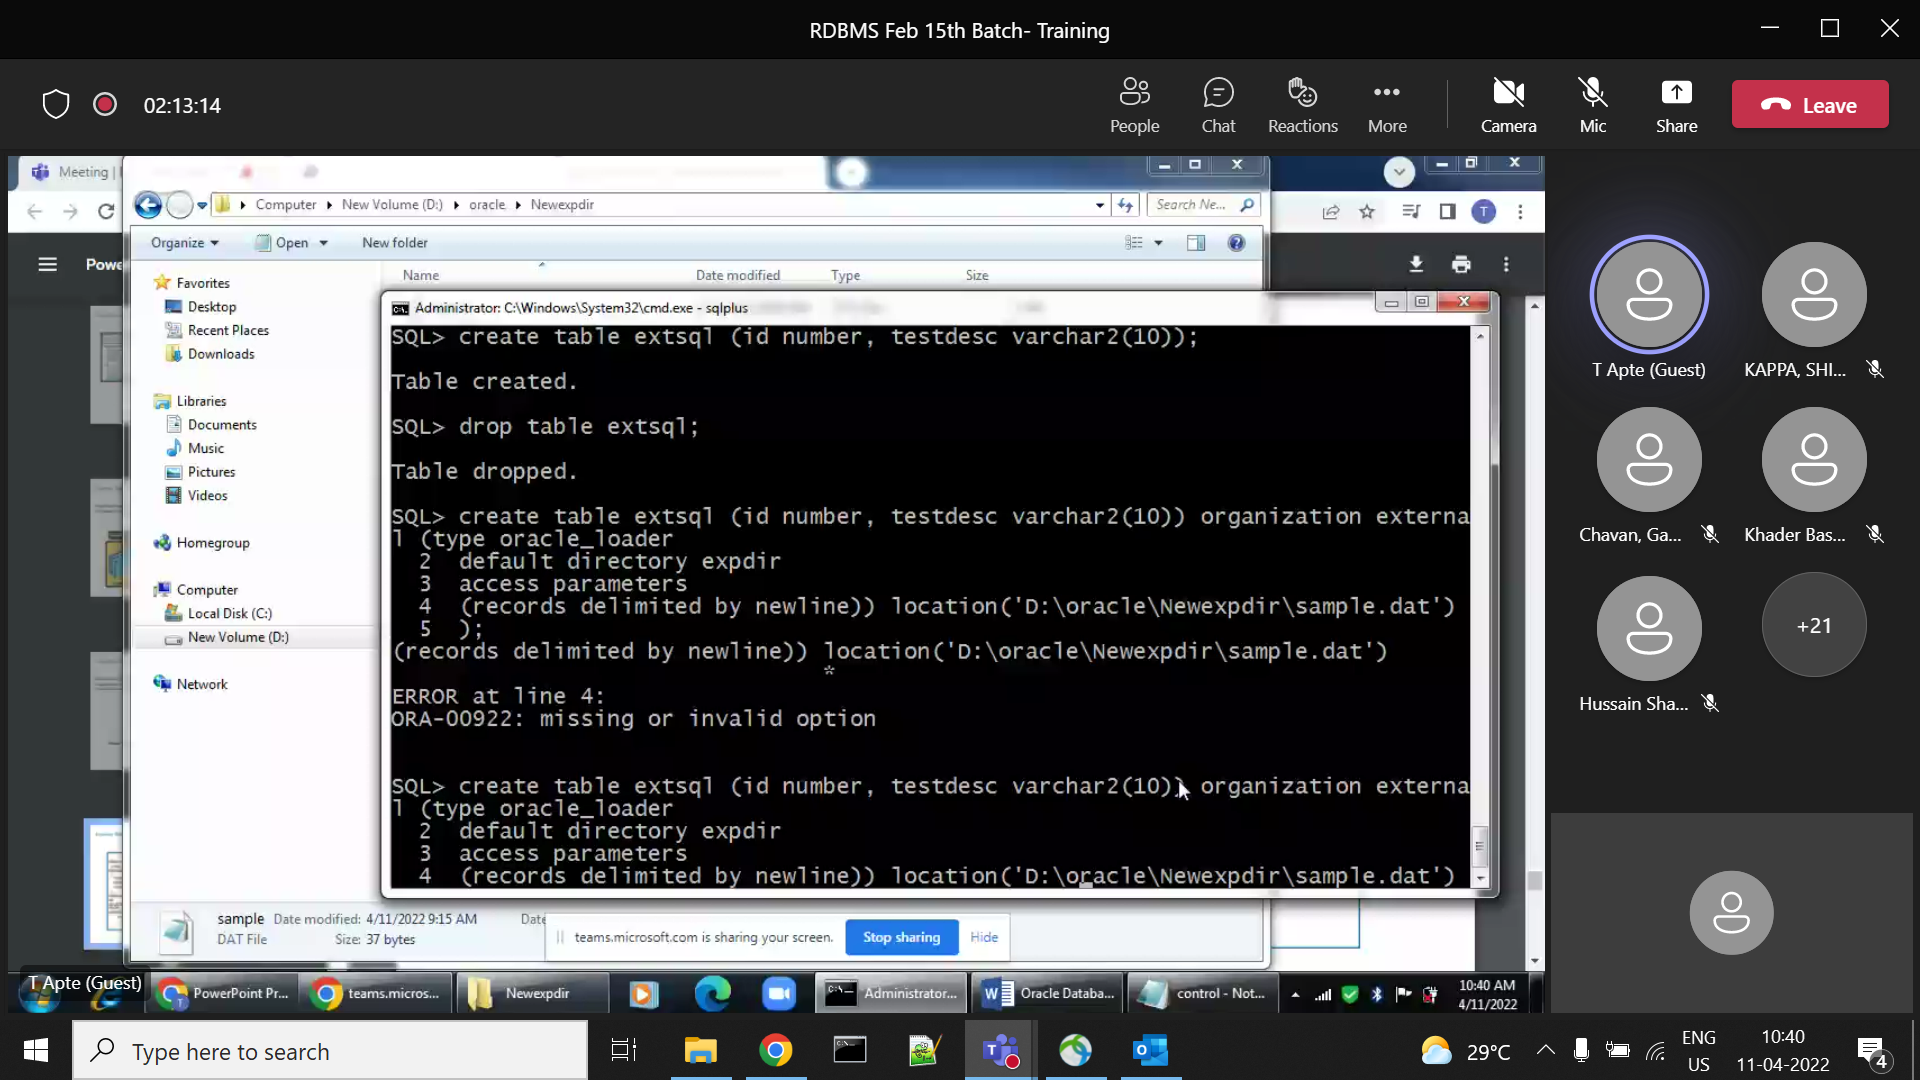 RDBMS Feb 15th Batch- Training
02:13:14
People
Chat
Reactions
More
Camera
Mic
Share
Leave
Meeting |
Computer
New Volume (D:)
oracle
Newexpdir
Search Ne...
T
Organize
Open
New folder
Powe
Name
Date modified
Type
Size
Favorites
Desktop
Recent Places
Downloads
Libraries
Documents
Music
Pictures
Videos
Homegroup
Computer
Local Disk (C:)
New Volume (D:)
Network
Administrator: C:\Windows\System32\cmd.exe - sqlplus
SQL> create table extsql (id number, testdesc varchar2(10));
Table created.
SQL> drop table extsql;
Table dropped.
SQL> create table extsql (id number, testdesc varchar2(10)) organization externa
l (type oracle_loader
2 default directory expdir
3 access parameters
4 (records delimited by newline)) location('D:\oracle\Newexpdir\sample.dat')
5 );
(records delimited by newline)) location('D:\oracle\Newexpdir\sample.dat')
*
ERROR at line 4:
ORA-00922: missing or invalid option
SQL> create table extsql (id number, testdesc varchar2(10)) organization externa
l (type oracle_loader
2 default directory expdir
3 access parameters
4 (records delimited by newline)) location('D:\oracle\Newexpdir\sample.dat')
sample Date modified: 4/11/2022 9:15 AM Date
DAT File Size: 37 bytes
teams.microsoft.com is sharing your screen.
Stop sharing
Hide
T Apte (Guest)
PowerPoint Pr...
teams.micros...
Newexpdir
Administrator...
Oracle Databa...
control - Not...
10:40 AM
4/11/2022
T Apte (Guest)
KAPPA, SHI...
Chavan, Ga...
Khader Bas...
Hussain Sha...
+21
Type here to search
29°C
ENG
US
10:40
11-04-2022
4